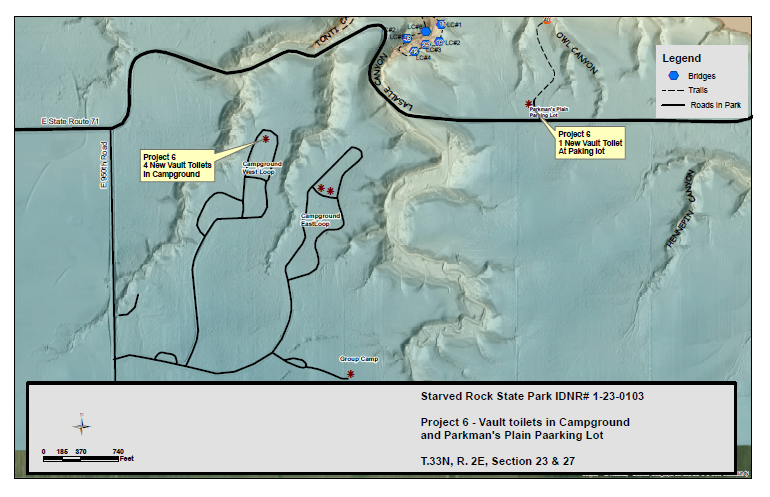 TONTI
LC#1
LC#2
LC#3
LC#4
LASALLE CANYON
OWL CANYON
Legend
Bridges
Trails
Roads in Park
E State Route 71
E 950th Road
Parkman's Plain
Parking Lot
Project 6
1 New Vault Toilet
At Paking lot
Project 6
4 New Vault Toilets
in Campground
Campground
West Loop
Campground
EastLoop
HENNEPIN CANYON
Group Camp
Starved Rock State Park IDNR# 1-23-0103
Project 6 - Vault toilets in Campground
and Parkman's Plain Paarking Lot
T.33N, R. 2E, Section 23 & 27
0 185 370 740
Feet